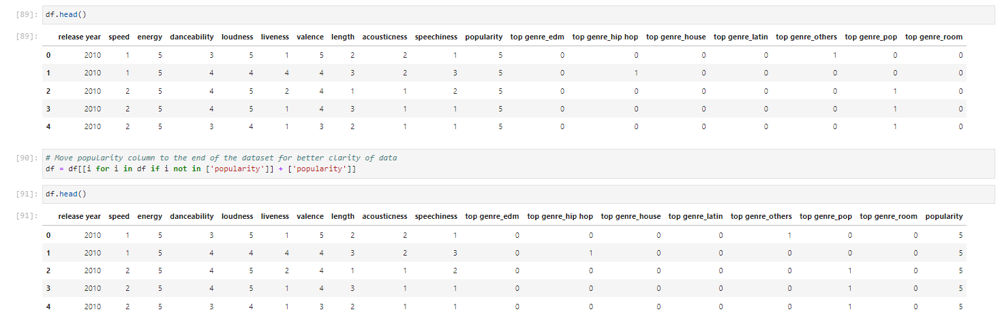 [89]: df.head()
[89]: release year speed energy danceability loudness liveness valence length acousticness speechiness popularity top genre_edm top genre_hip hop top genre_house top genre_latin top genre_others top genre_pop top genre_room
0 2010 1 5 3 5 1 5 2 2 1 5 0 0 0 0 1 0 0
1 2010 1 5 4 4 4 4 3 2 3 5 0 1 0 0 0 0 0
2 2010 2 5 4 5 2 4 1 1 2 5 0 0 0 0 0 1 0
3 2010 2 5 4 5 1 4 3 1 1 5 0 0 0 0 0 1 0
4 2010 2 5 3 4 1 3 2 1 1 5 0 0 0 0 0 1 0
[90]: # Move popularity column to the end of the dataset for better clarity of data
df = df[[i for i in df if i not in ['popularity']] + ['popularity']]
[91]: df.head()
[91]: release year speed energy danceability loudness liveness valence length acousticness speechiness top genre_edm top genre_hip hop top genre_house top genre_latin top genre_others top genre_pop top genre_room popularity
0 2010 1 5 3 5 1 5 2 2 1 0 0 0 0 1 0 0 5
1 2010 1 5 4 4 4 4 3 2 3 0 1 0 0 0 0 0 5
2 2010 2 5 4 5 2 4 1 1 2 0 0 0 0 0 1 0 5
3 2010 2 5 4 5 1 4 3 1 1 0 0 0 0 0 1 0 5
4 2010 2 5 3 4 1 3 2 1 1 0 0 0 0 0 1 0 5